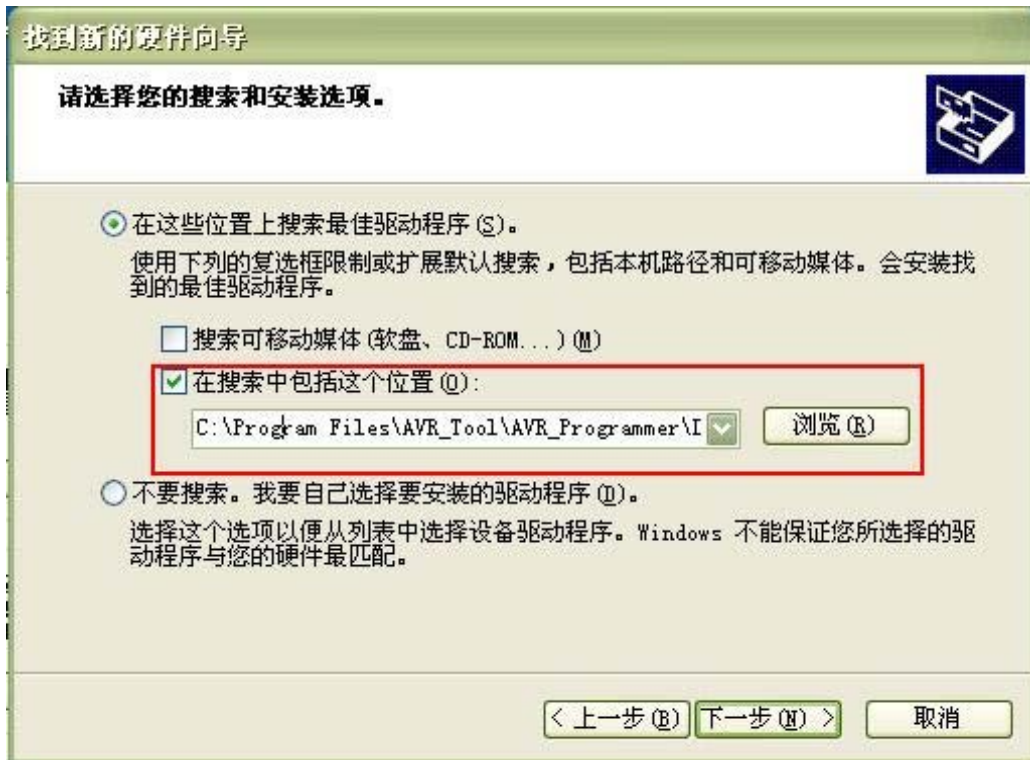 找到新的硬件向导
请选择您的搜索和安装选项。
在这些位置上搜索最佳驱动程序(S)。
使用下列的复选框限制或扩展默认搜索，包括本机路径和可移动媒体。会安装找
到的最佳驱动程序。
搜索可移动媒体(软盘、CD-ROM...)(M)
在搜索中包括这个位置(O):
C:\Program Files\AVR_Tool\AVR_Programmer\I
浏览(R)
不要搜索。我要自己选择要安装的驱动程序(D)。
选择这个选项以便从列表中选择设备驱动程序。Windows 不能保证您所选择的驱
动程序与您的硬件最匹配。
< 上一步(B) 下一步(N) > 取消